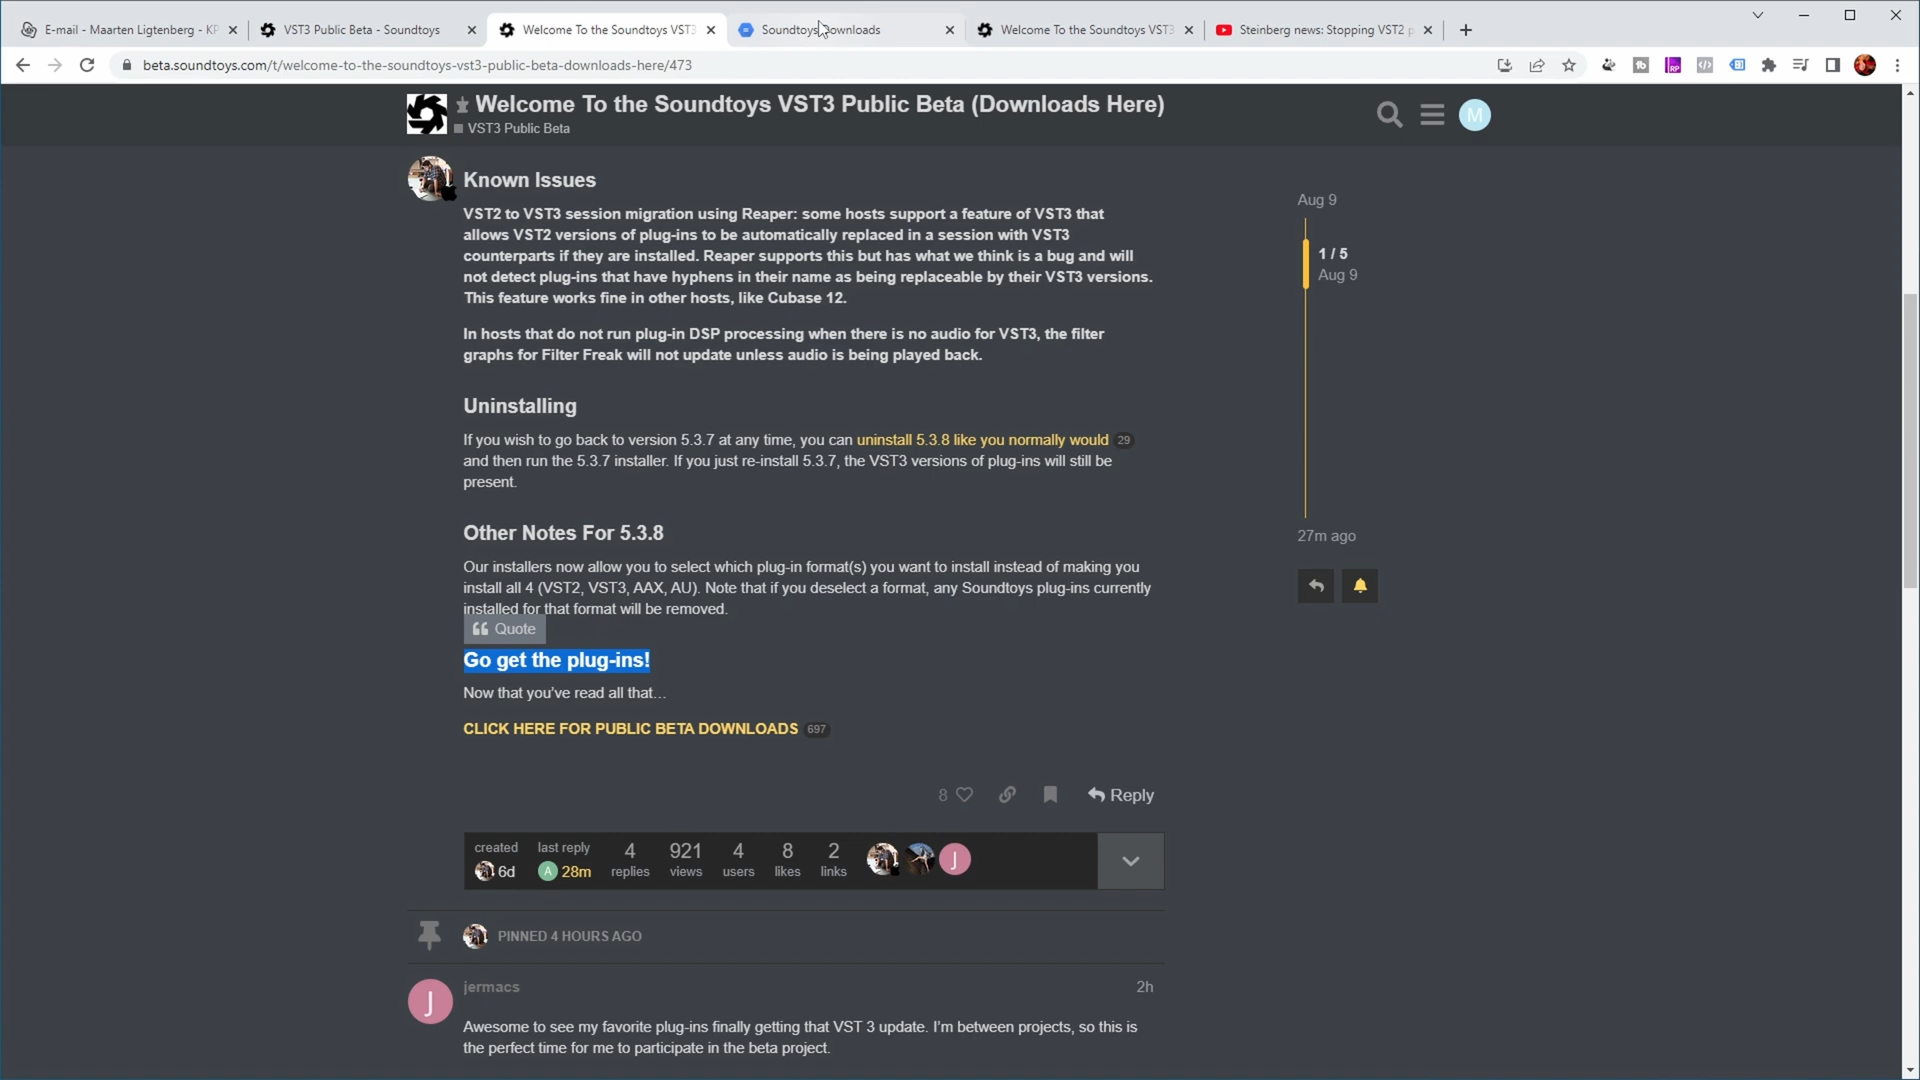 E-mail - Maarten Ligtenberg - KP
VST3 Public Beta - Soundtoys
Welcome To the Soundtoys VST3
Soundtoys Downloads
Welcome To the Soundtoys VST3
Steinberg news: Stopping VST2 p
beta.soundtoys.com/t/welcome-to-the-soundtoys-vst3-public-beta-downloads-here/473
Welcome To the Soundtoys VST3 Public Beta (Downloads Here)
VST3 Public Beta
M
Known Issues
VST2 to VST3 session migration using Reaper: some hosts support a feature of VST3 that
allows VST2 versions of plug-ins to be automatically replaced in a session with VST3
counterparts if they are installed. Reaper supports this but has what we think is a bug and will
not detect plug-ins that have hyphens in their name as being replaceable by their VST3 versions.
This feature works fine in other hosts, like Cubase 12.
In hosts that do not run plug-in DSP processing when there is no audio for VST3, the filter
graphs for Filter Freak will not update unless audio is being played back.
Uninstalling
If you wish to go back to version 5.3.7 at any time, you can uninstall 5.3.8 like you normally would 29
and then run the 5.3.7 installer. If you just re-install 5.3.7, the VST3 versions of plug-ins will still be
present.
Other Notes For 5.3.8
Our installers now allow you to select which plug-in format(s) you want to install instead of making you
install all 4 (VST2, VST3, AAX, AU). Note that if you deselect a format, any Soundtoys plug-ins currently
installed for that format will be removed.
Quote
Go get the plug-ins!
Now that you've read all that…
CLICK HERE FOR PUBLIC BETA DOWNLOADS 697
8
Reply
created
6d
last reply
A 28m
4
replies
921
views
4
users
8
likes
2
links
J
PINNED 4 HOURS AGO
J
jermacs
2h
Awesome to see my favorite plug-ins finally getting that VST 3 update. I'm between projects, so this is
the perfect time for me to participate in the beta project.
Aug 9
1 / 5
Aug 9
27m ago